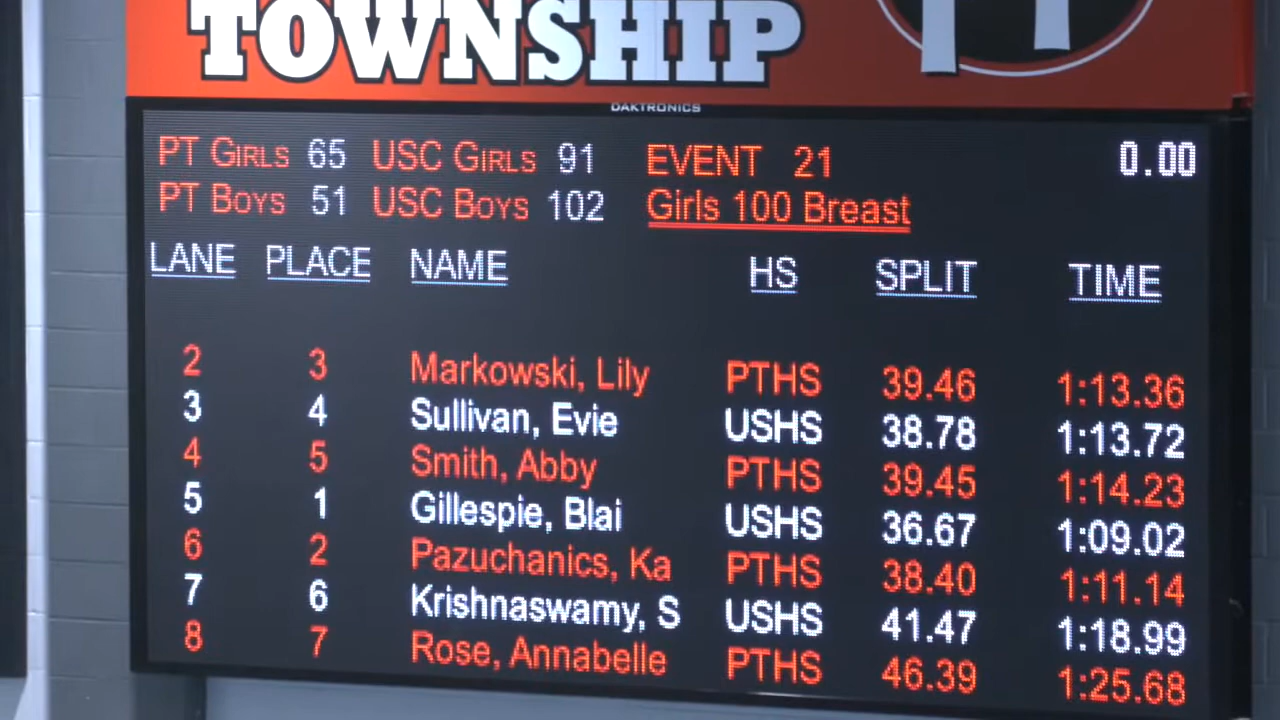 TOWNSHIP
DAKTRONICS
PT GIRLS 65 USC GIRLS 91 EVENT 21 0.00
PT BOYS 51 USC BOYS 102 Girls 100 Breast
LANE PLACE NAME HS SPLIT TIME
2 3 Markowski, Lily PTHS 39.46 1:13.36
3 4 Sullivan, Evie USHS 38.78 1:13.72
4 5 Smith, Abby PTHS 39.45 1:14.23
5 1 Gillespie, Blai USHS 36.67 1:09.02
6 2 Pazuchanics, Ka PTHS 38.40 1:11.14
7 6 Krishnaswamy, S USHS 41.47 1:18.99
8 7 Rose, Annabelle PTHS 46.39 1:25.68